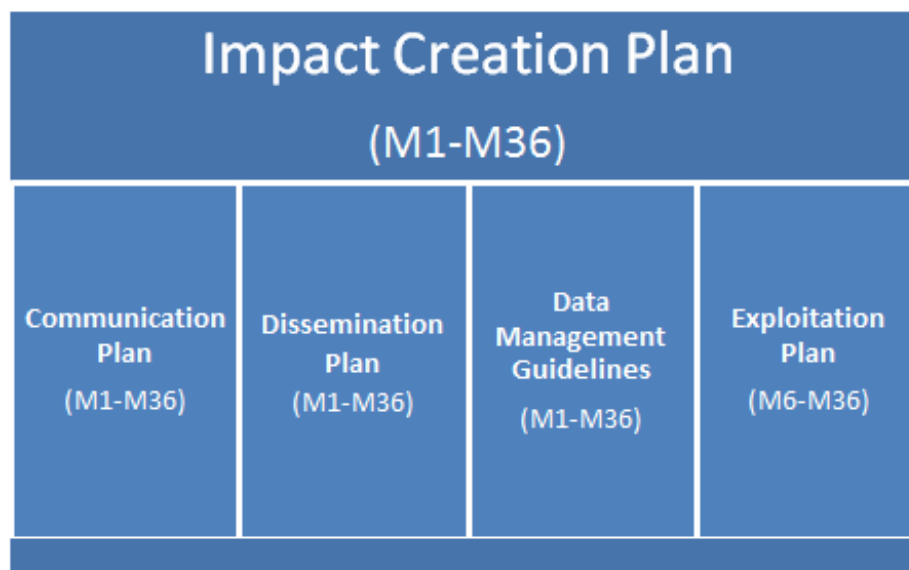 Impact Creation Plan
(M1-M36)
Communication
Plan
(M1-M36)
Dissemination
Plan
(M1-M36)
Data
Management
Guidelines
(M1-M36)
Exploitation
Plan
(M6-M36)